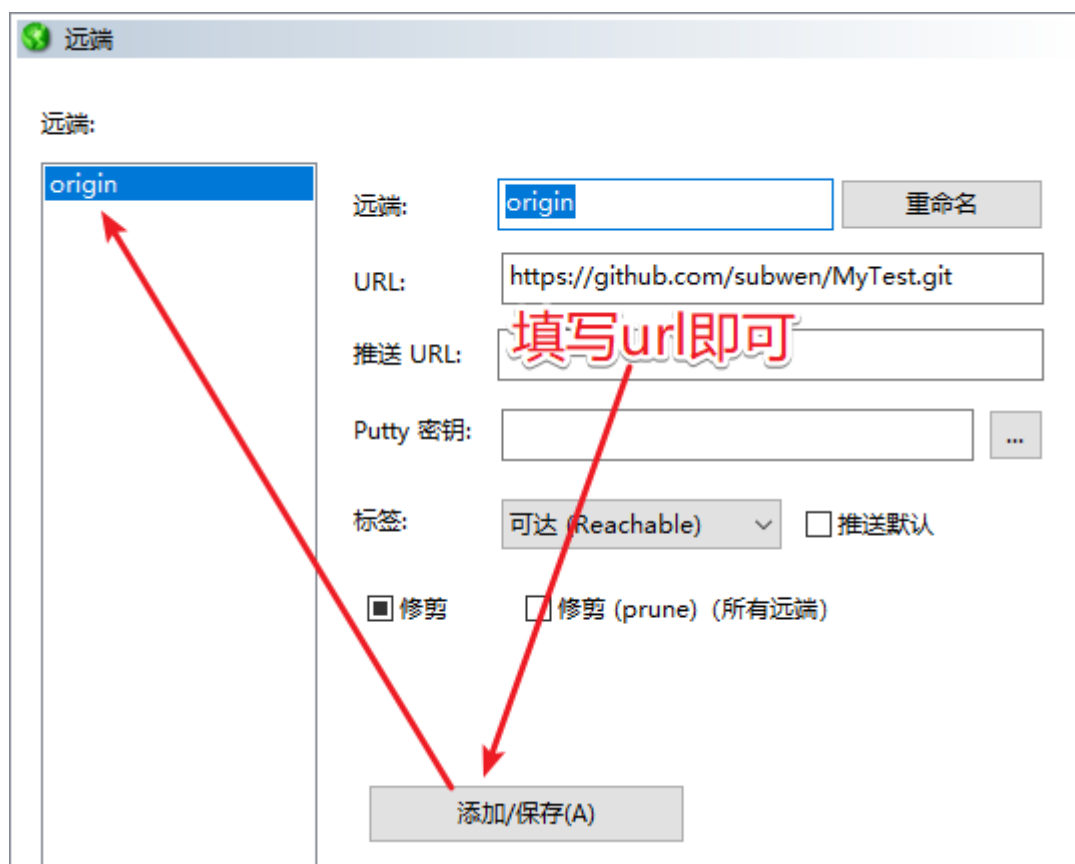 远端
远端:
origin
远端:
origin
重命名
URL:
https://github.com/subwen/MyTest.git
填写url即可
推送 URL:
Putty 密钥:
...
标签:
可达 (Reachable)
推送默认
修剪
修剪 (prune)（所有远端）
添加/保存(A)